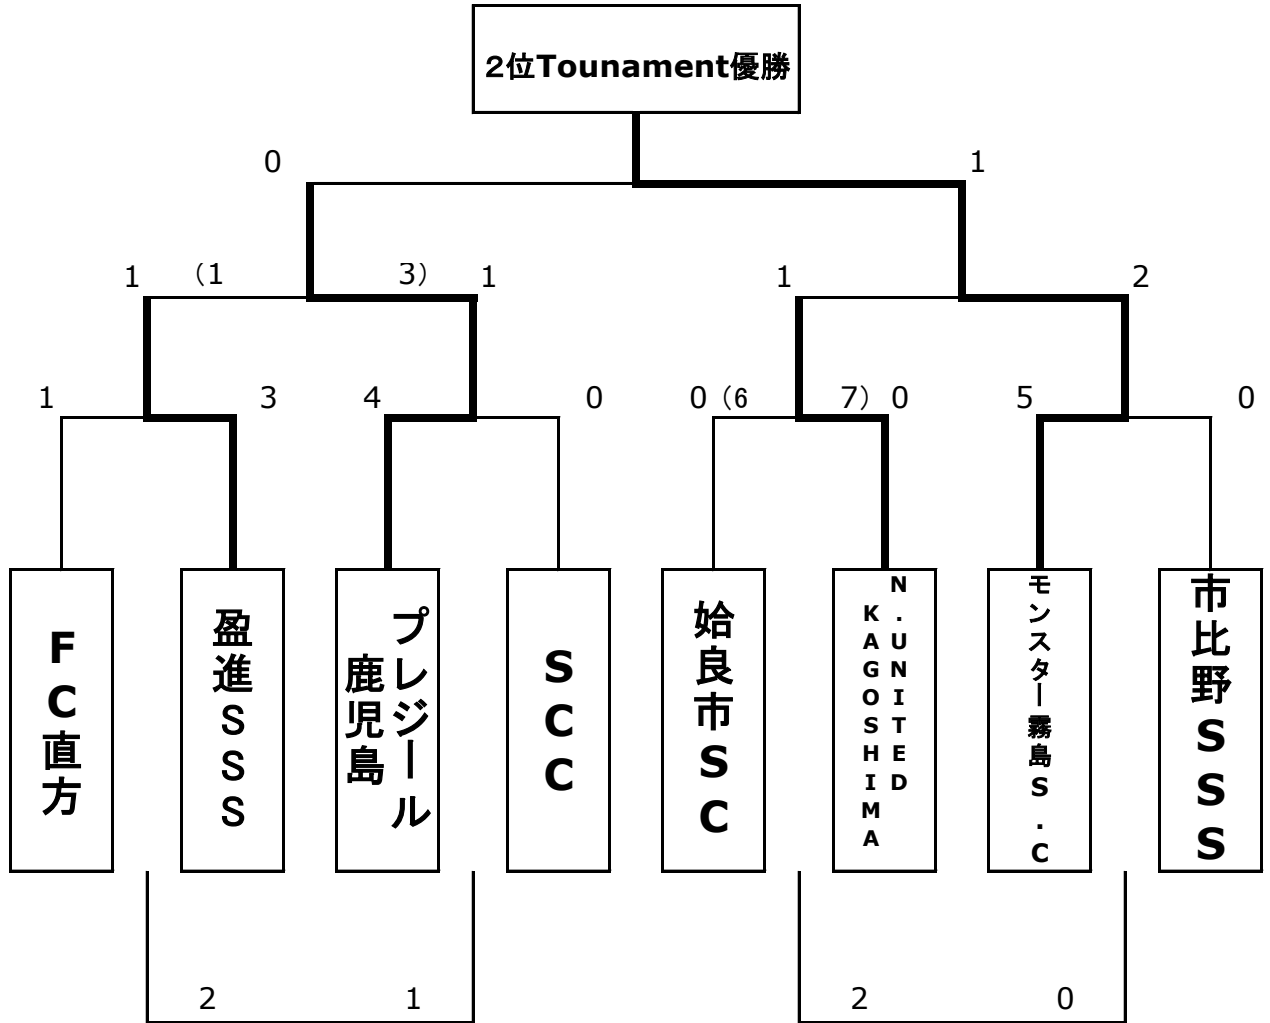 2位Tounament優勝
0 1
1 （1 3） 1 1 2
1 3 4 0 0（6 7）0 5 0
FC直方
盈進SSS
プレジール
鹿児島
SCC
姶良市SC
N.UNITED
KAGOSHIMA
モンスター霧島S.C
市比野SSS
2 1 2 0